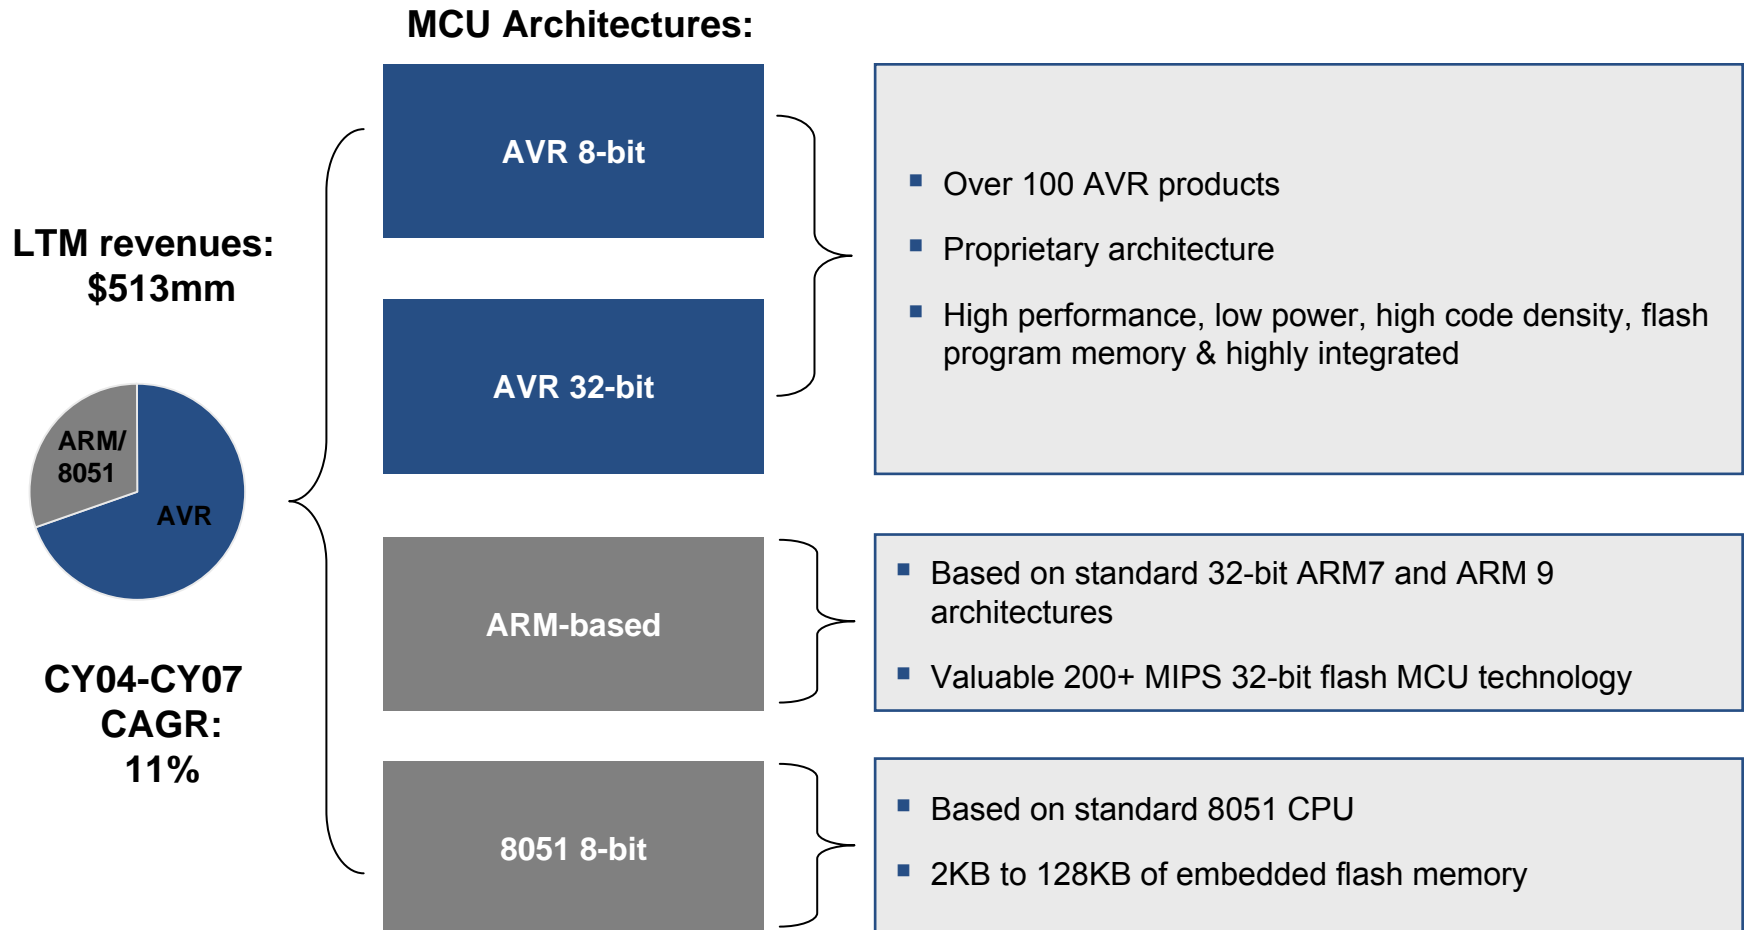 MCU Architectures:
LTM revenues:
$513mm
ARM/
8051
AVR
CY04-CY07
CAGR:
11%
AVR 8-bit
AVR 32-bit
Over 100 AVR products
Proprietary architecture
High performance, low power, high code density, flash
program memory & highly integrated
ARM-based
Based on standard 32-bit ARM7 and ARM 9
architectures
Valuable 200+ MIPS 32-bit flash MCU technology
8051 8-bit
Based on standard 8051 CPU
2KB to 128KB of embedded flash memory